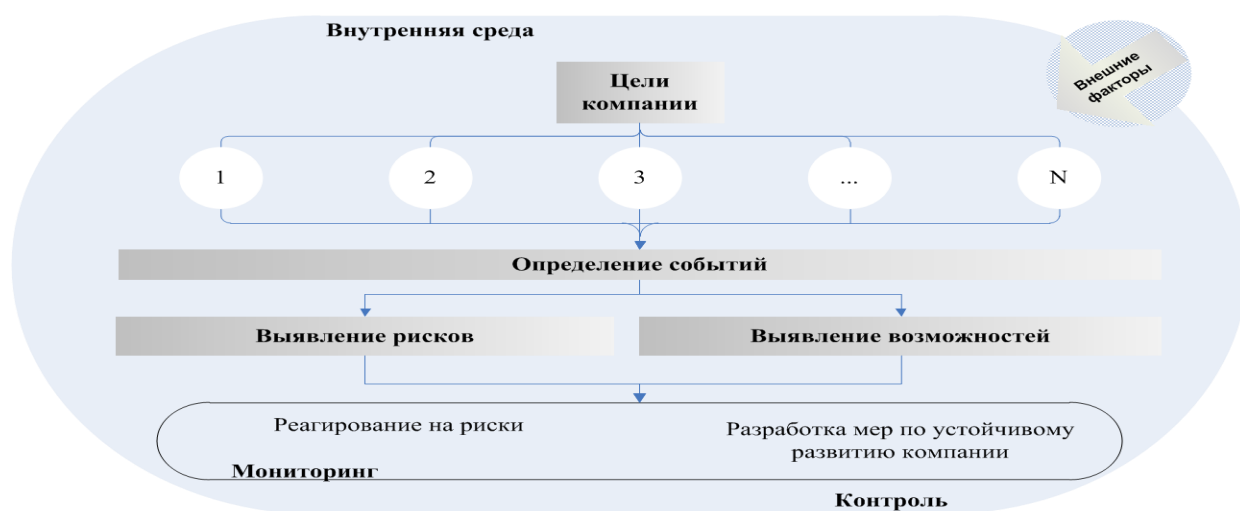 Внутренняя среда
Внешние
факторы
Цели
компании
1
2
3
...
N
Определение событий
Выявление рисков
Выявление возможностей
Реагирование на риски
Разработка мер по устойчивому
развитию компании
Мониторинг
Контроль